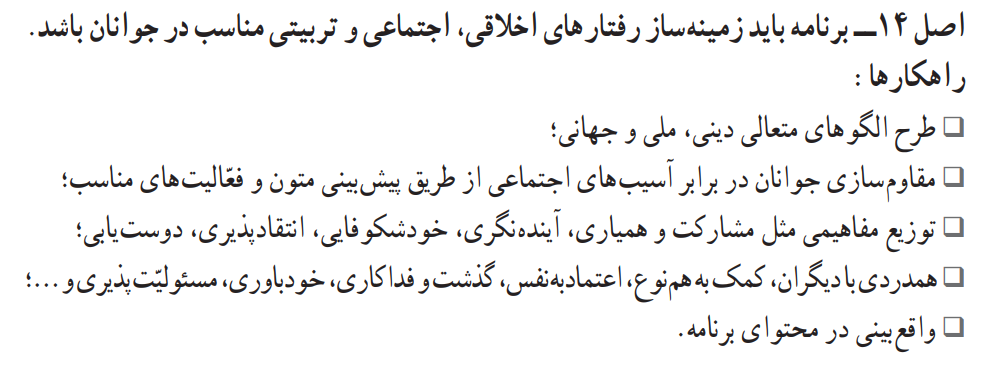 اصل ۱۴ــ برنامه باید زمینه‌ساز رفتارهای اخلاقی، اجتماعی و تربیتی مناسب در جوانان باشد.
راهکارها :
❑ طرح الگوهای متعالی دینی، ملی و جهانی؛
❑ مقاوم‌سازی جوانان در برابر آسیب‌های اجتماعی از طریق پیش‌بینی متون و فعّالیت‌های مناسب؛
❑ توزیع مفاهیمی مثل مشارکت و همیاری، آینده‌نگری، خودشکوفایی، انتقادپذیری، دوست‌یابی؛
❑ همدردی با دیگران، کمک به هم‌نوع، اعتماد‌به‌نفس، گذشت و فداکاری، خودباوری، مسئولیّت‌پذیری و ...؛
❑ واقع‌بینی در محتوای برنامه.